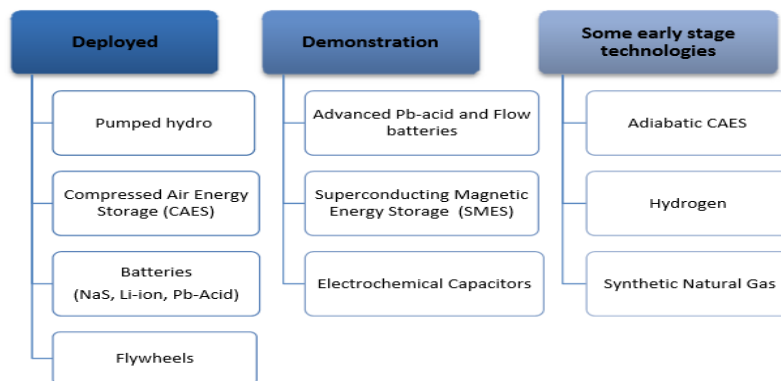 Deployed
Pumped hydro
Compressed Air Energy
Storage (CAES)
Batteries
(NaS, Li-ion, Pb-Acid)
Flywheels
Demonstration
Advanced Pb-acid and Flow
batteries
Superconducting Magnetic
Energy Storage (SMES)
Electrochemical Capacitors
Some early stage
technologies
Adiabatic CAES
Hydrogen
Synthetic Natural Gas